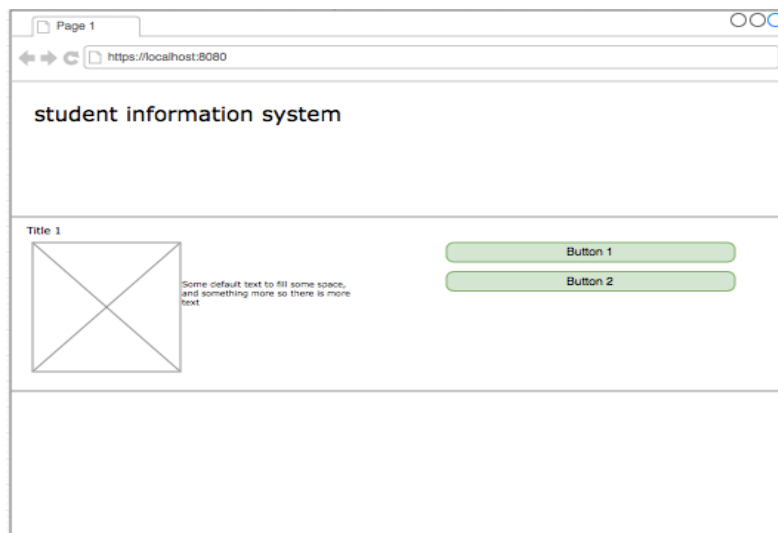 Page 1
https://localhost:8080
student information system
Title 1
Some default text to fill some space,
and something more so there is more
text
Button 1
Button 2